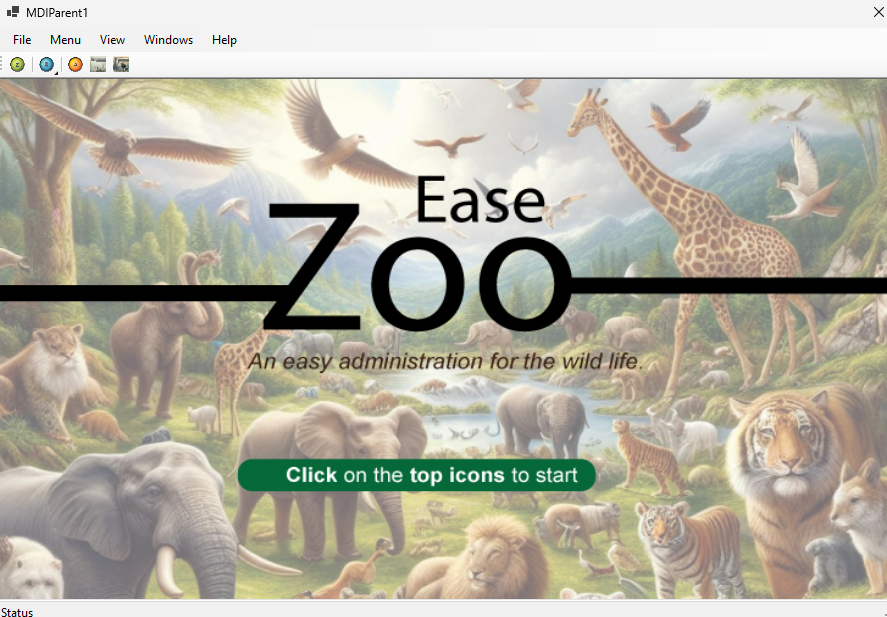 MDIParent1
File Menu View Windows Help
Ease
Zoo
An easy administration for the wild life.
Click on the top icons to start
Status